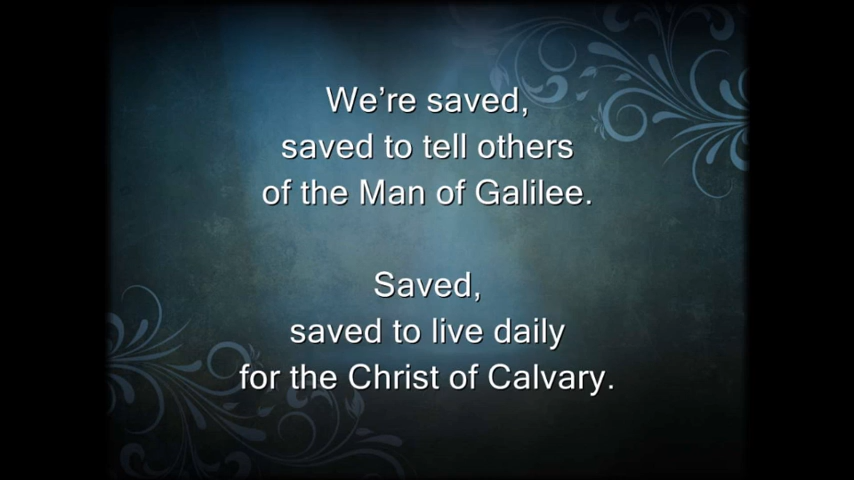 We’re saved,
saved to tell others
of the Man of Galilee.
Saved,
saved to live daily
for the Christ of Calvary.